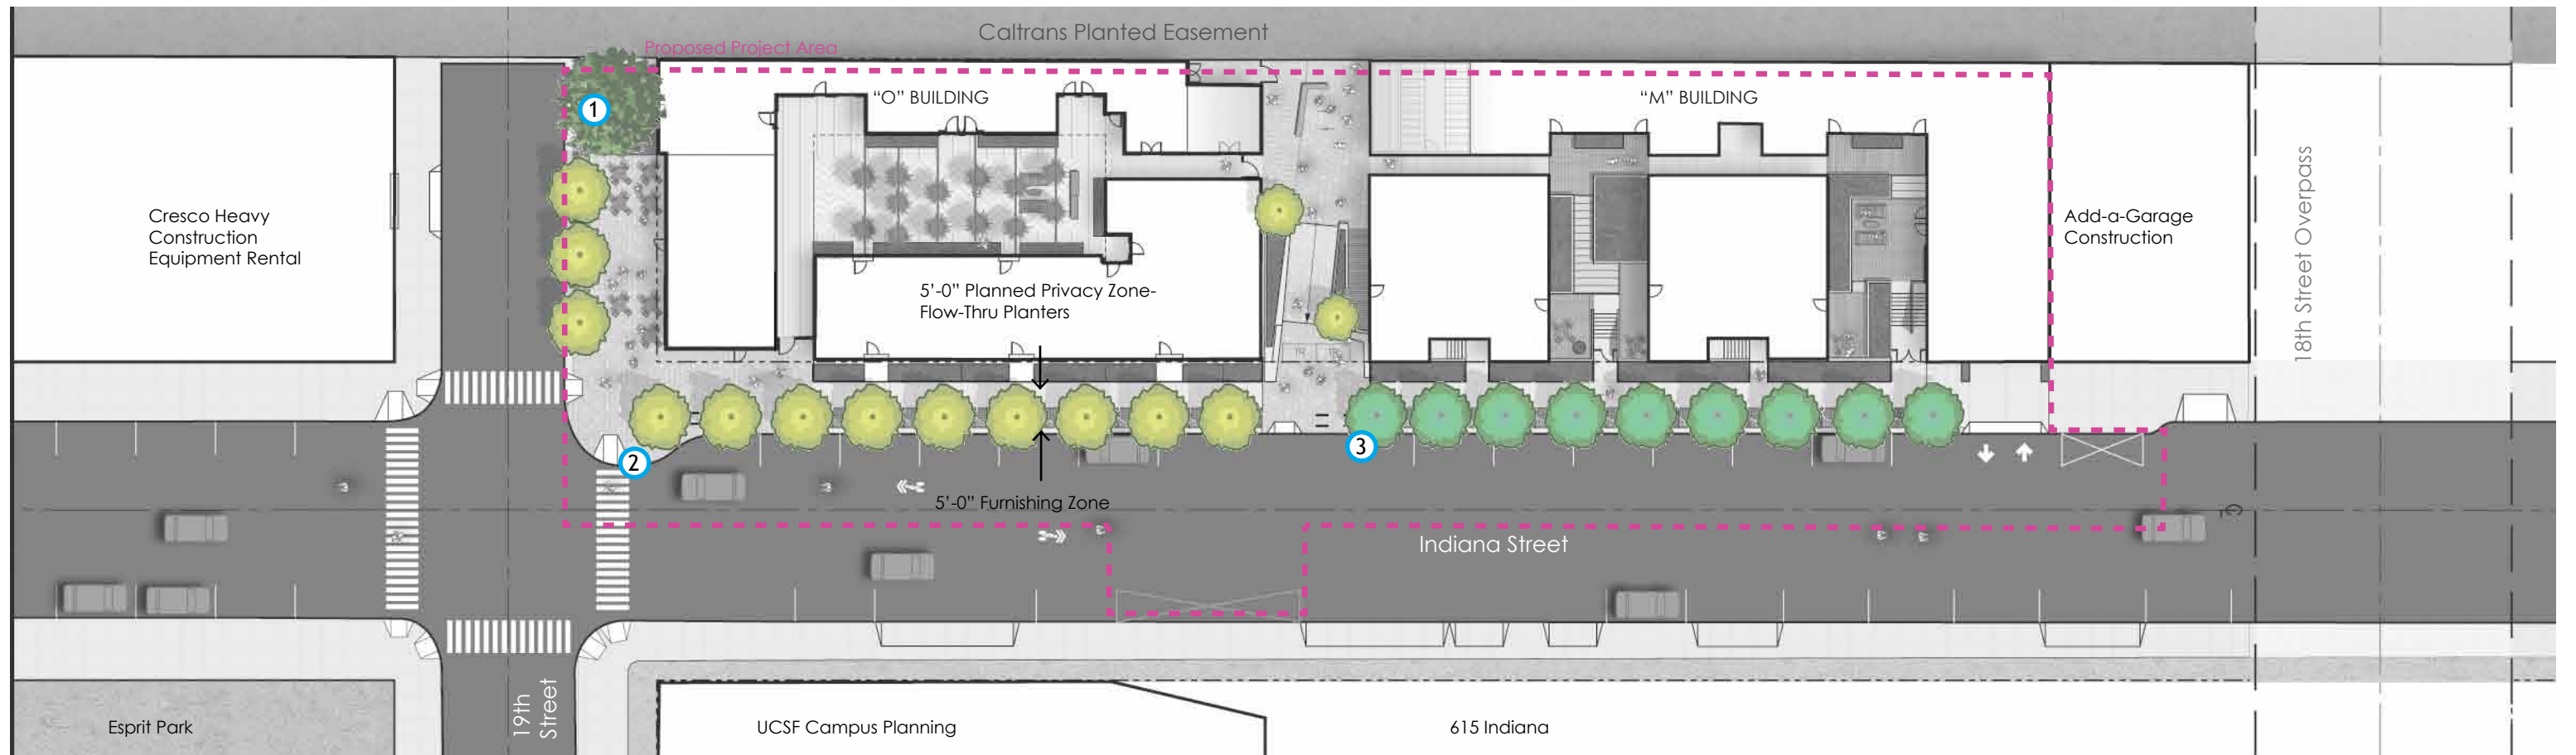 Caltrans Planted Easement
Proposed Project Area
1
“O” BUILDING
“M” BUILDING
Cresco Heavy
Construction
Equipment Rental
Add-a-Garage
Construction
18th Street Overpass
5’-0” Planned Privacy Zone-
Flow-Thru Planters
2
3
5’-0” Furnishing Zone
Indiana Street
19th
Street
Esprit Park
UCSF Campus Planning
615 Indiana